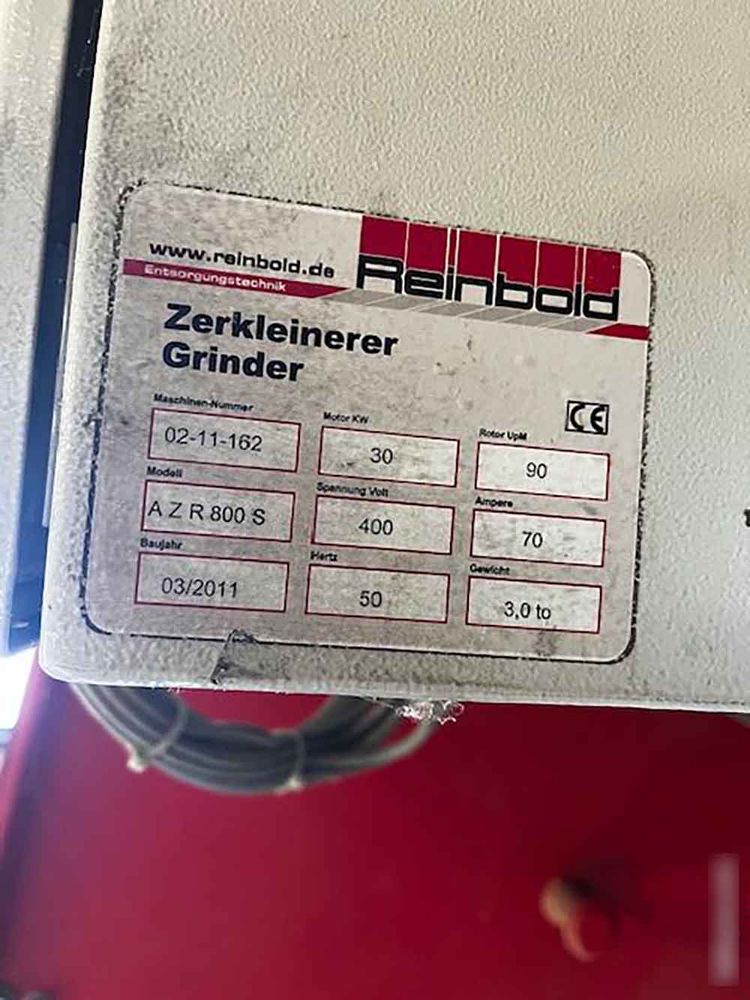 www.reinbold.de
Entsorgungstechnik
Reinbold
Zerkleinerer
Grinder
CE
Maschinen-Nummer Motor KW Rotor UpM
02-11-162 30 90
Modell Spannung Volt Ampere
A Z R 800 S 400 70
Baujahr Hertz Gewicht
03/2011 50 3,0 to